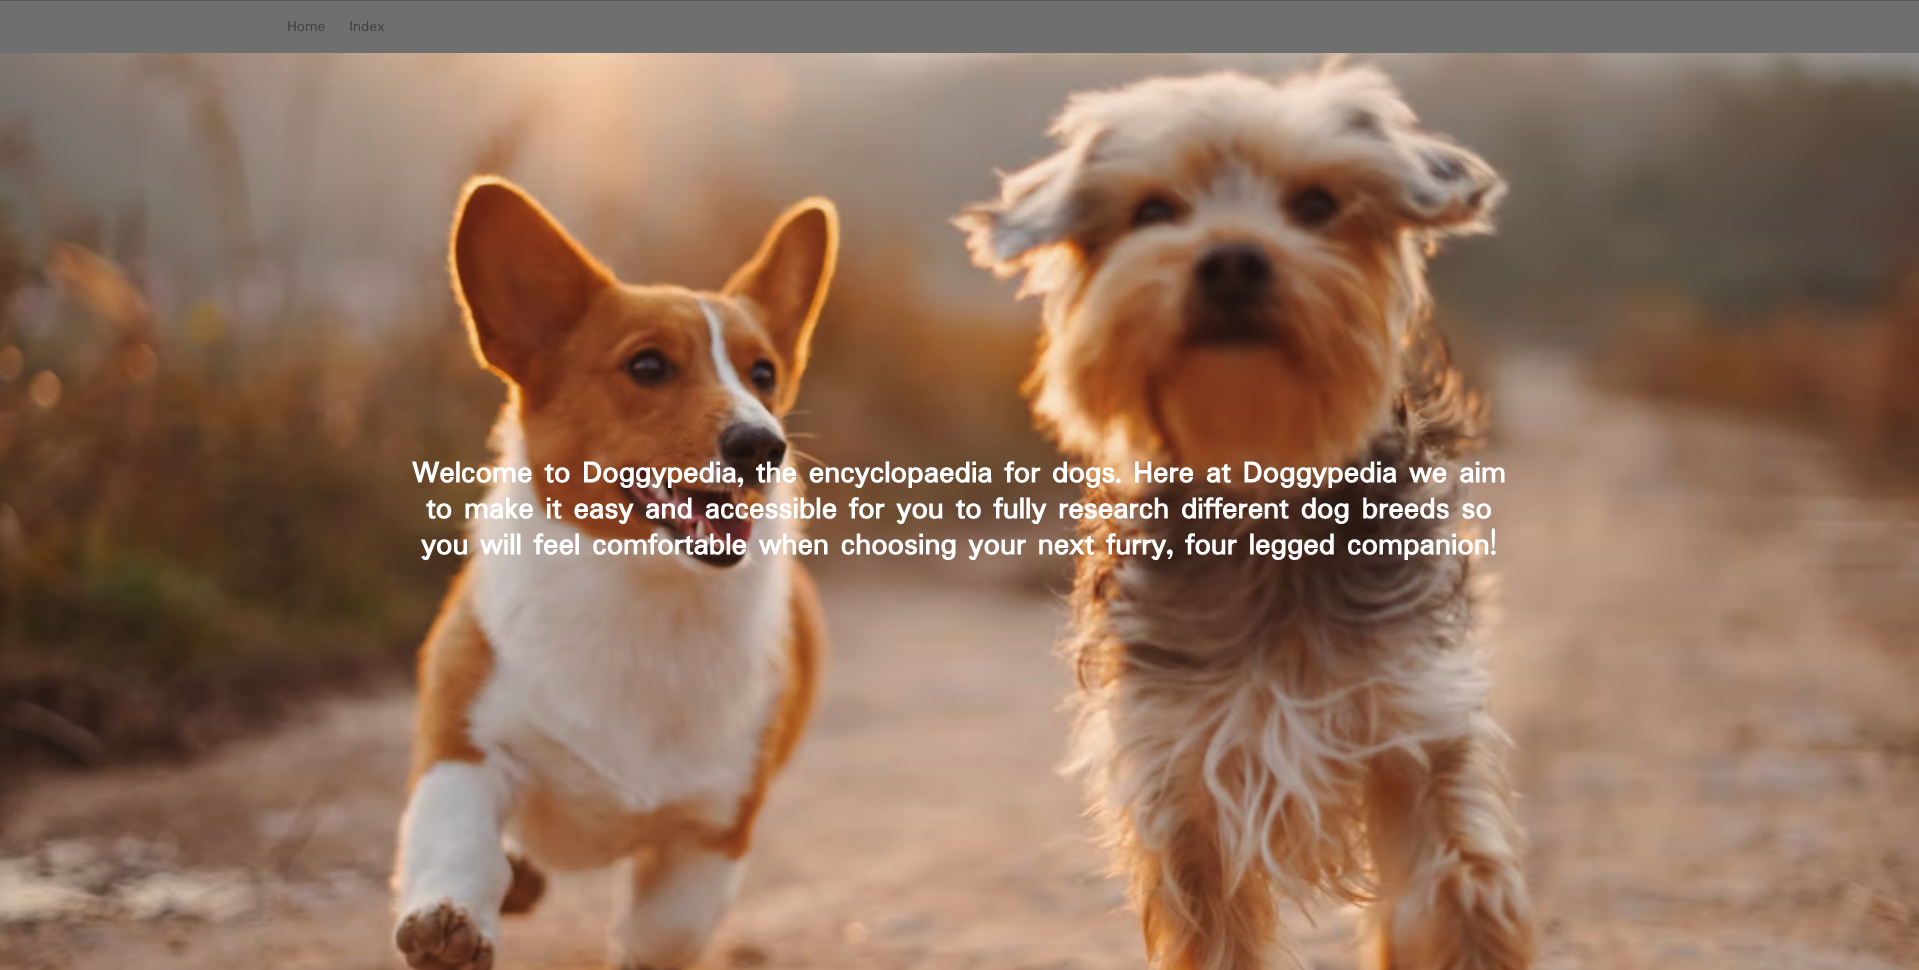 Home Index
Welcome to Doggypedia, the encyclopaedia for dogs. Here at Doggypedia we aim
to make it easy and accessible for you to fully research different dog breeds so
you will feel comfortable when choosing your next furry, four legged companion!